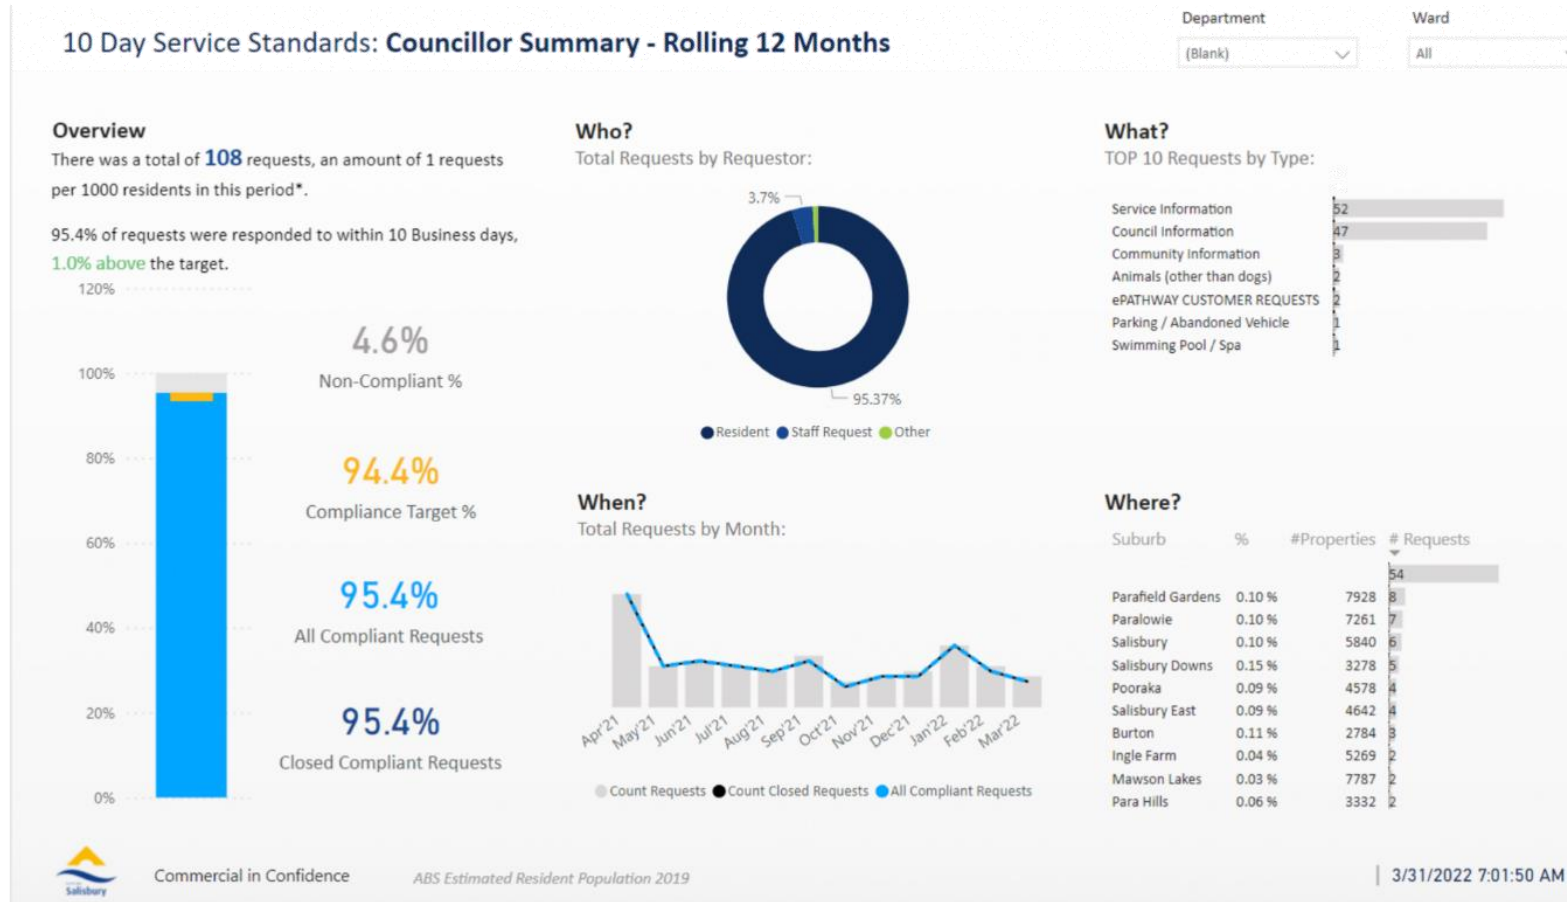 10 Day Service Standards: Councillor Summary - Rolling 12 Months
Department
Ward
(Blank)
All
Overview
There was a total of 108 requests, an amount of 1 requests
per 1000 residents in this period*.
95.4% of requests were responded to within 10 Business days,
1.0% above the target.
120%
100%
80%
60%
40%
20%
0%
4.6%
Non-Compliant %
94.4%
Compliance Target %
95.4%
All Compliant Requests
95.4%
Closed Compliant Requests
Who?
Total Requests by Requestor:
3.7%
95.37%
Resident Staff Request Other
What?
TOP 10 Requests by Type:
Service Information 52
Council Information 47
Community Information 3
Animals (other than dogs) 2
ePATHWAY CUSTOMER REQUESTS 2
Parking / Abandoned Vehicle 1
Swimming Pool / Spa 1
When?
Total Requests by Month:
Apr'21 May'21 Jun'21 Jul'21 Aug'21 Sep'21 Oct'21 Nov'21 Dec'21 Jan'22 Feb'22 Mar'22
Count Requests Count Closed Requests All Compliant Requests
Where?
Suburb % #Properties # Requests
54
Parafield Gardens 0.10 % 7928 8
Paralowie 0.10 % 7261 7
Salisbury 0.10 % 5840 6
Salisbury Downs 0.15 % 3278 5
Pooraka 0.09 % 4578 4
Salisbury East 0.09 % 4642 4
Burton 0.11 % 2784 3
Ingle Farm 0.04 % 5269 2
Mawson Lakes 0.03 % 7787 2
Para Hills 0.06 % 3332 2
Salisbury
Commercial in Confidence
ABS Estimated Resident Population 2019
3/31/2022 7:01:50 AM